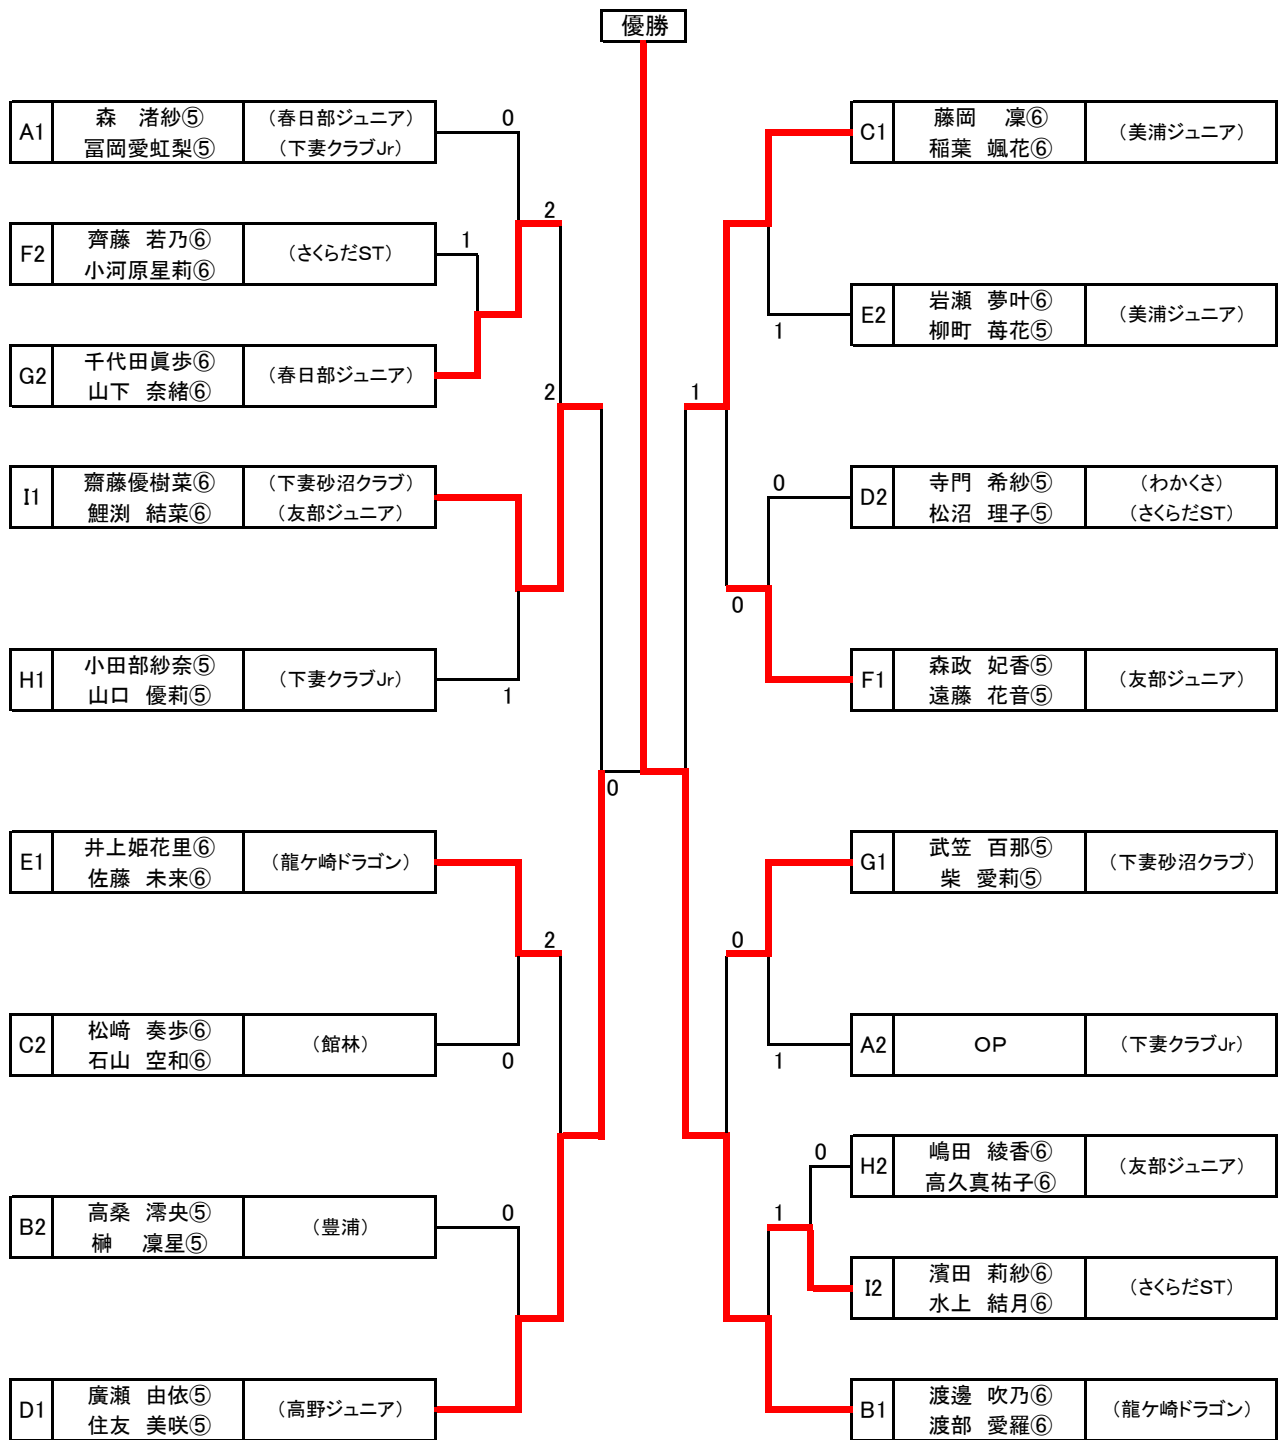 優勝
A1
森　渚紗⑤
冨岡愛虹梨⑤
（春日部ジュニア）
（下妻クラブJr）
0
2
F2
齊藤　若乃⑥
小河原星莉⑥
（さくらだST）
1
G2
千代田眞歩⑥
山下　奈緒⑥
（春日部ジュニア）
2
I1
齋藤優樹菜⑥
鯉渕　結菜⑥
（下妻砂沼クラブ）
（友部ジュニア）
H1
小田部紗奈⑤
山口　優莉⑤
（下妻クラブJr）
1
0
E1
井上姫花里⑥
佐藤　未来⑥
（龍ケ崎ドラゴン）
2
C2
松﨑　奏歩⑥
石山　空和⑥
（館林）
0
B2
高桑　澪央⑤
榊　凜星⑤
（豊浦）
0
D1
廣瀬　由依⑤
住友　美咲⑤
（高野ジュニア）
C1
藤岡　凜⑥
稲葉　颯花⑥
（美浦ジュニア）
E2
岩瀬　夢叶⑥
柳町　苺花⑤
（美浦ジュニア）
1
1
D2
寺門　希紗⑤
松沼　理子⑤
（わかくさ）
（さくらだST）
0
0
F1
森政　妃香⑤
遠藤　花音⑤
（友部ジュニア）
G1
武笠　百那⑤
柴　愛莉⑤
（下妻砂沼クラブ）
0
A2
OP
（下妻クラブJr）
1
H2
嶋田　綾香⑥
高久真祐子⑥
（友部ジュニア）
0
1
I2
濱田　莉紗⑥
水上　結月⑥
（さくらだST）
B1
渡邊　吹乃⑥
渡部　愛羅⑥
（龍ケ崎ドラゴン）